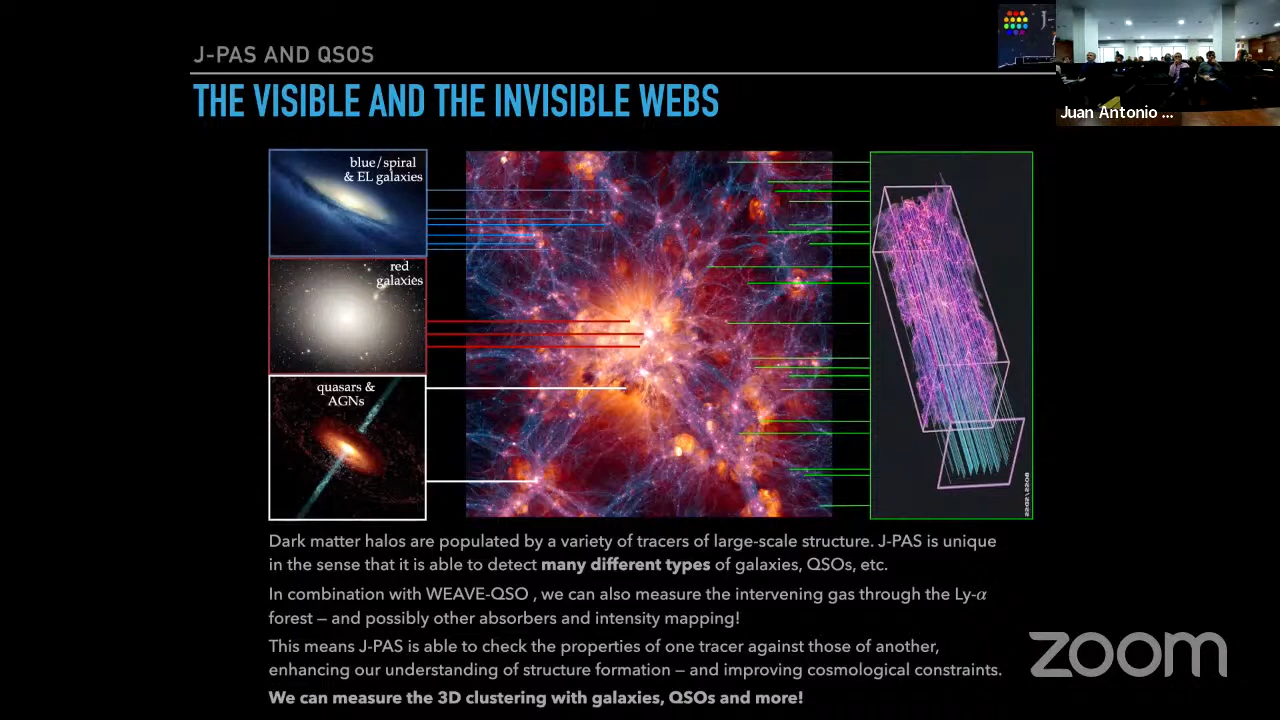 J-PAS AND QSOS
THE VISIBLE AND THE INVISIBLE WEBS
J-
Juan Antonio ...
blue/spiral
& EL galaxies
red
galaxies
quasars &
AGNs
Dark matter halos are populated by a variety of tracers of large-scale structure. J-PAS is unique
in the sense that it is able to detect many different types of galaxies, QSOs, etc.
In combination with WEAVE-QSO , we can also measure the intervening gas through the Ly-α
forest – and possibly other absorbers and intensity mapping!
This means J-PAS is able to check the properties of one tracer against those of another,
enhancing our understanding of structure formation – and improving cosmological constraints.
We can measure the 3D clustering with galaxies, QSOs and more!
zoom